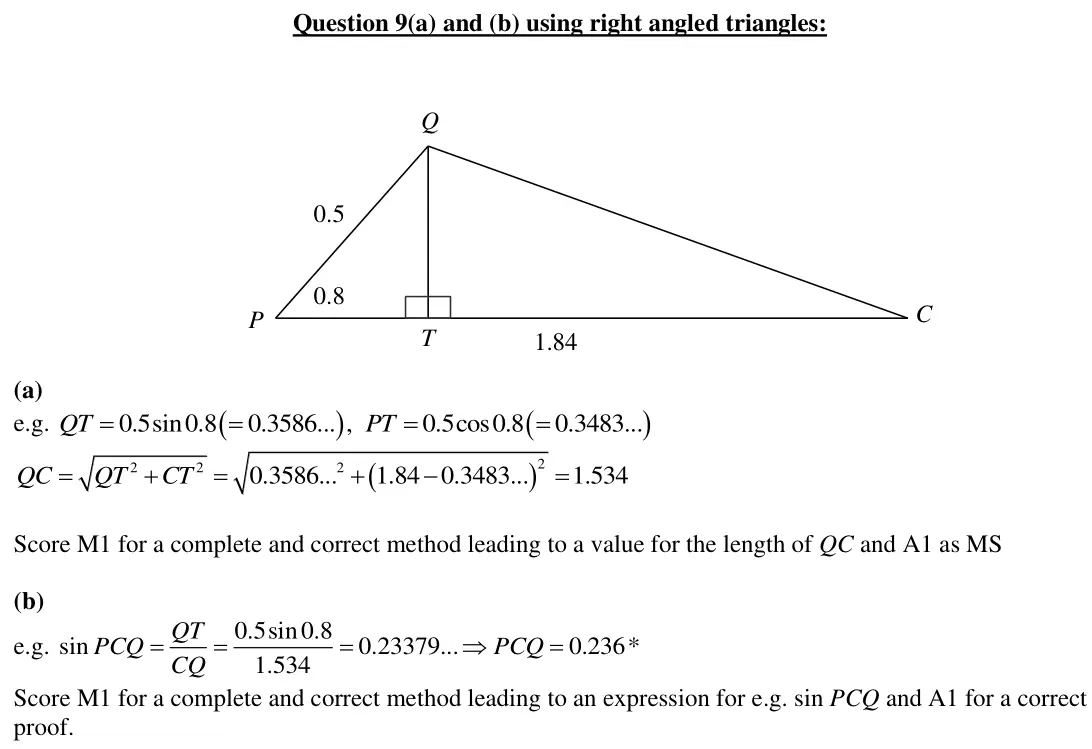 Question 9(a) and (b) using right angled triangles:
Q
0.5
0.8
P
T
1.84
C
(a)
e.g. QT = 0.5sin0.8(= 0.3586...), PT = 0.5cos0.8(= 0.3483...)
QC = √(QT² + CT²) = √(0.3586...² + (1.84 − 0.3483...)²) = 1.534
Score M1 for a complete and correct method leading to a value for the length of QC and A1 as MS
(b)
e.g. sin PCQ = QT/CQ = 0.5sin0.8/1.534 = 0.23379... ⇒ PCQ = 0.236*
Score M1 for a complete and correct method leading to an expression for e.g. sin PCQ and A1 for a correct
proof.